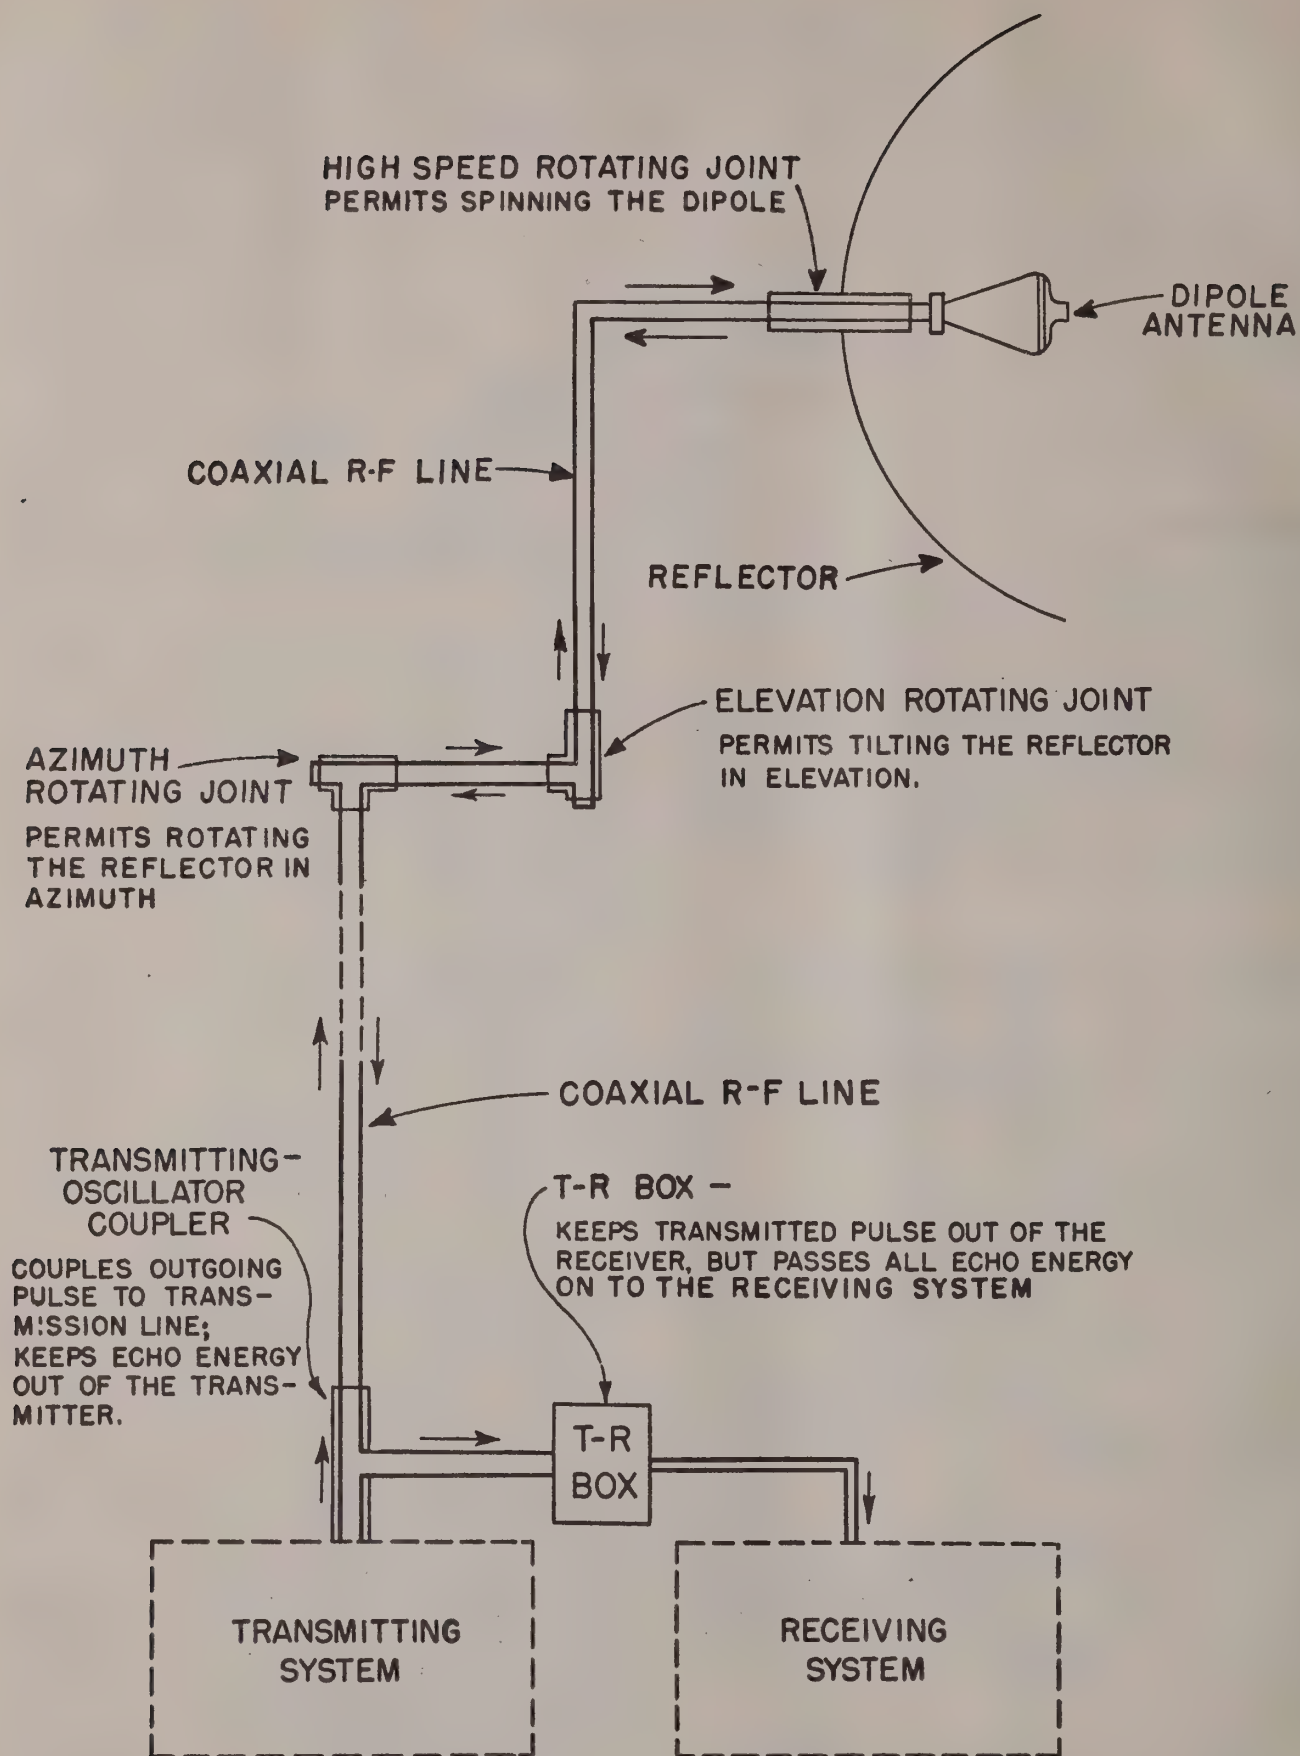 HIGH SPEED ROTATING JOINT
PERMITS SPINNING THE DIPOLE
DIPOLE
ANTENNA
COAXIAL R-F LINE
REFLECTOR
ELEVATION ROTATING JOINT
PERMITS TILTING THE REFLECTOR
IN ELEVATION.
AZIMUTH
ROTATING JOINT
PERMITS ROTATING
THE REFLECTOR IN
AZIMUTH
COAXIAL R-F LINE
TRANSMITTING-
OSCILLATOR
COUPLER
COUPLES OUTGOING
PULSE TO TRANS-
MISSION LINE;
KEEPS ECHO ENERGY
OUT OF THE TRANS-
MITTER.
T-R BOX -
KEEPS TRANSMITTED PULSE OUT OF THE
RECEIVER, BUT PASSES ALL ECHO ENERGY
ON TO THE RECEIVING SYSTEM
T-R
BOX
TRANSMITTING
SYSTEM
RECEIVING
SYSTEM